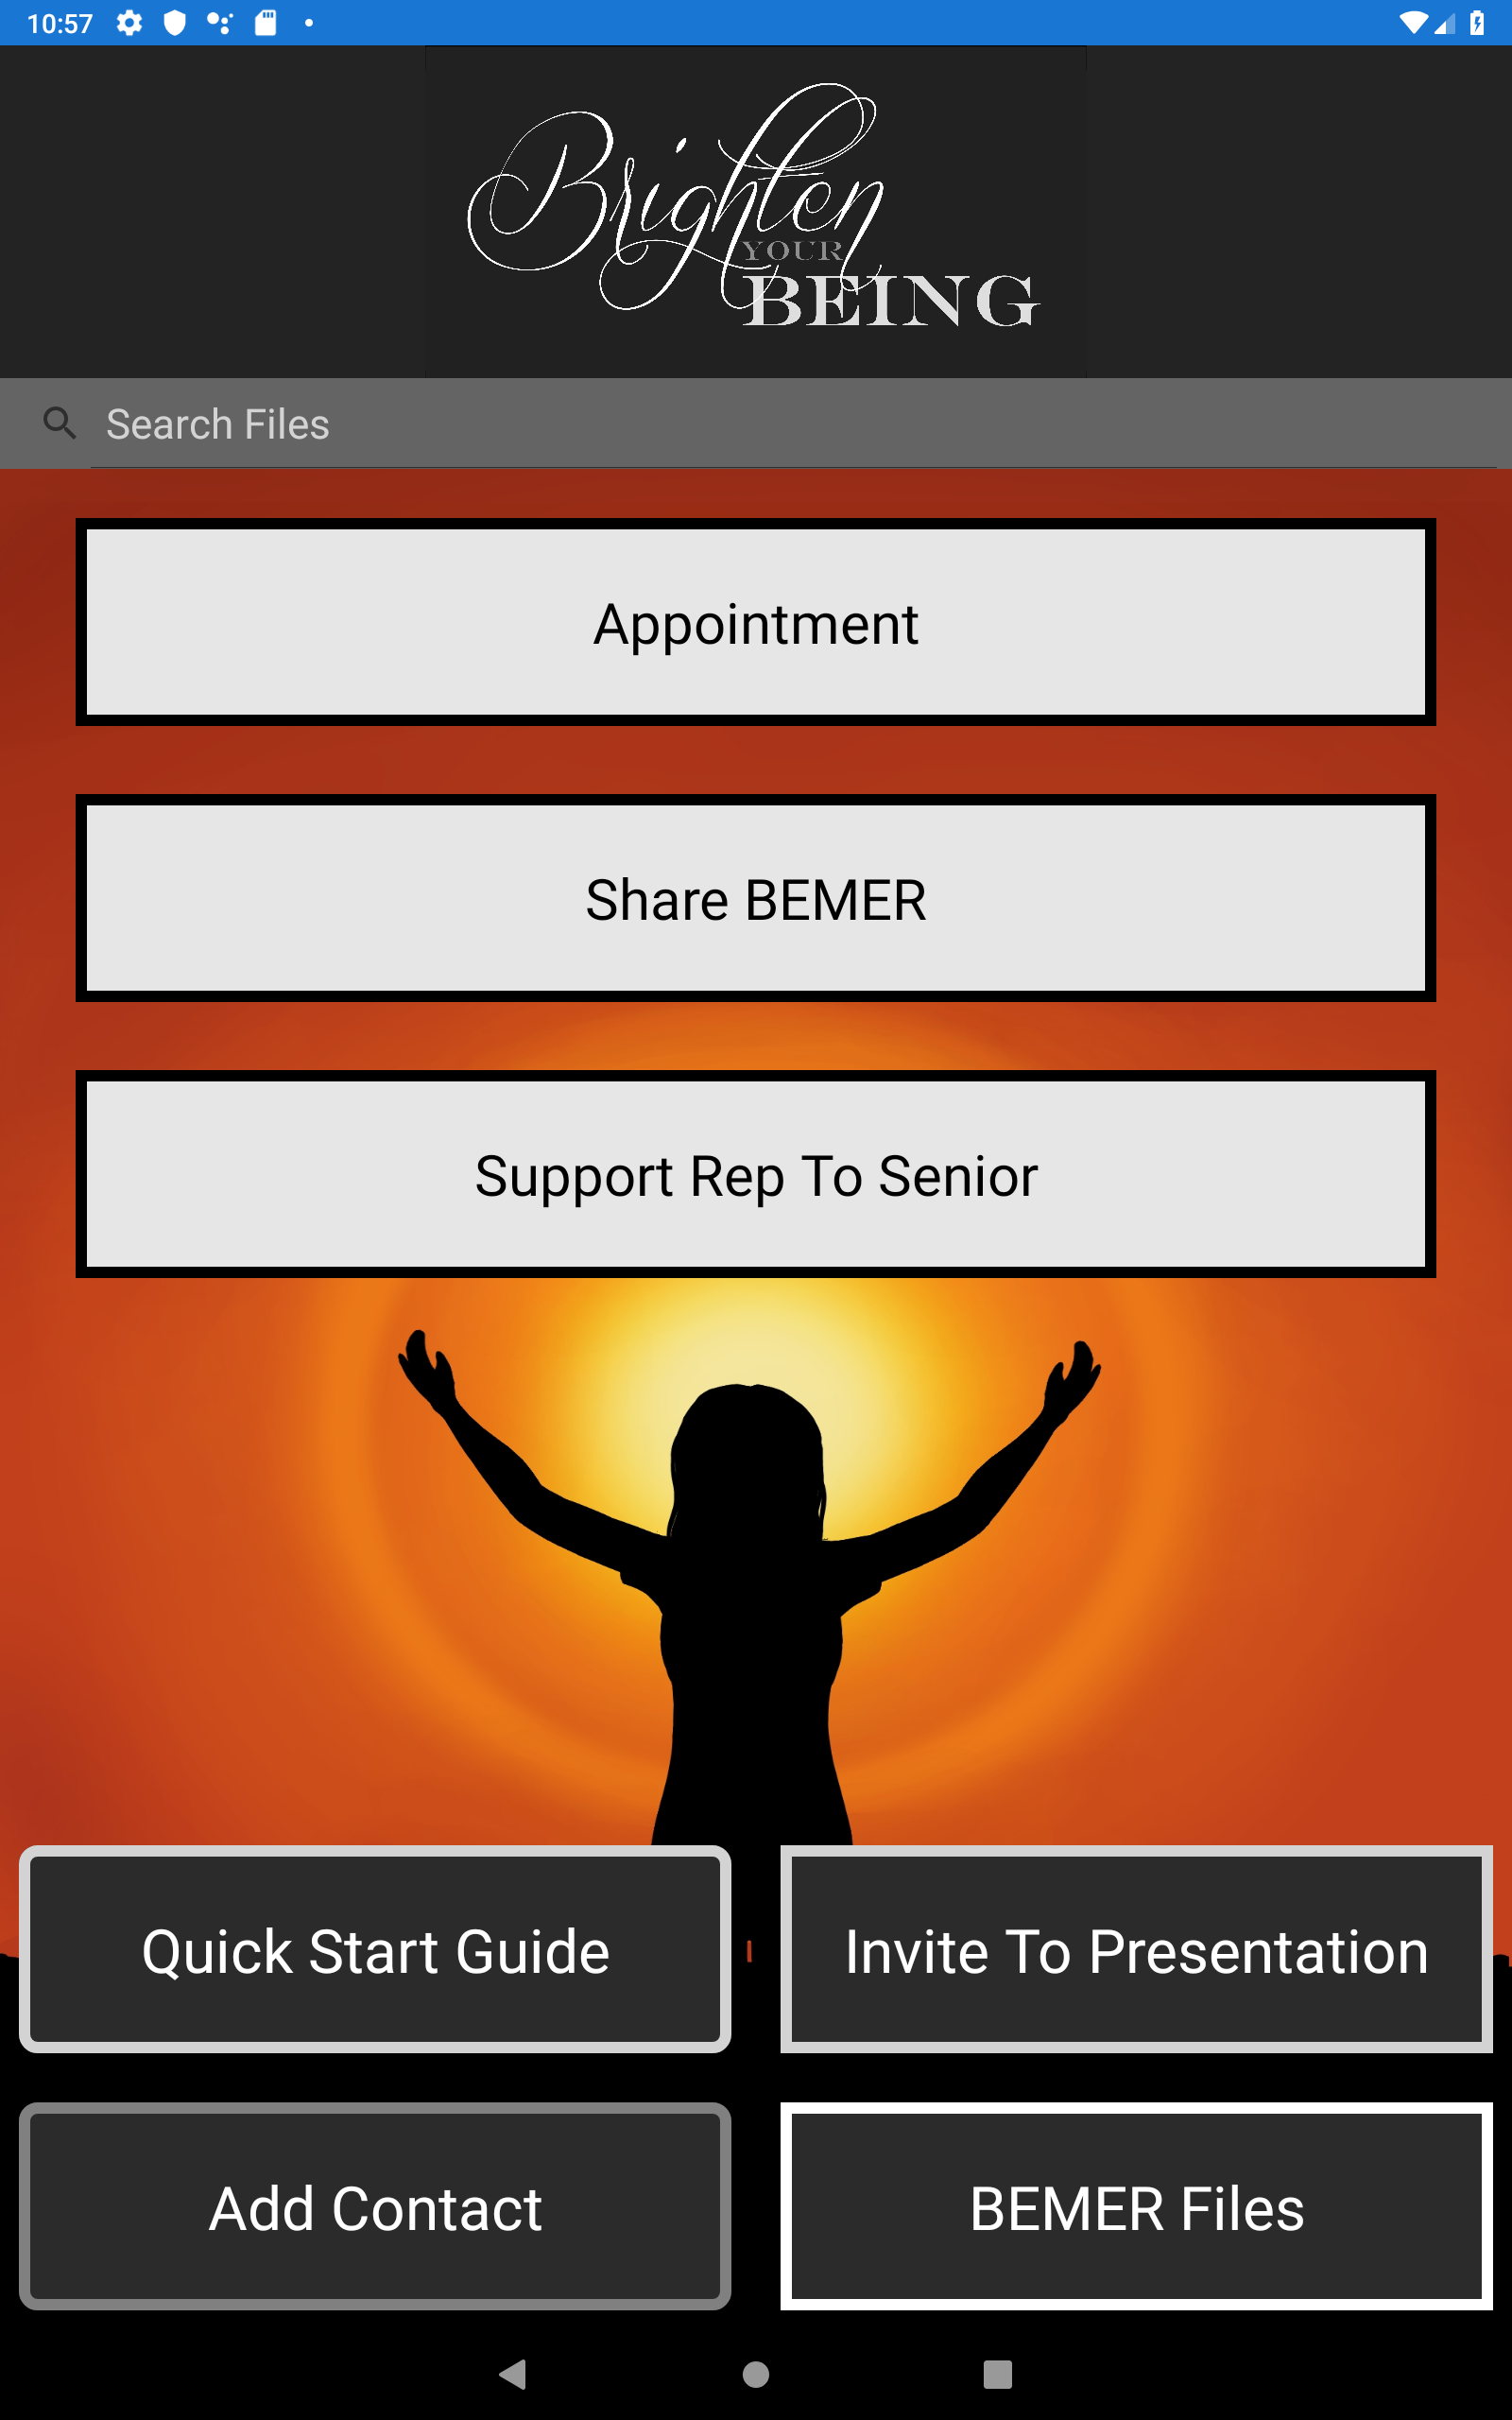 10:57
Brighten
YOUR
BEING
Search Files
Appointment
Share BEMER
Support Rep To Senior
Quick Start Guide
Invite To Presentation
Add Contact
BEMER Files